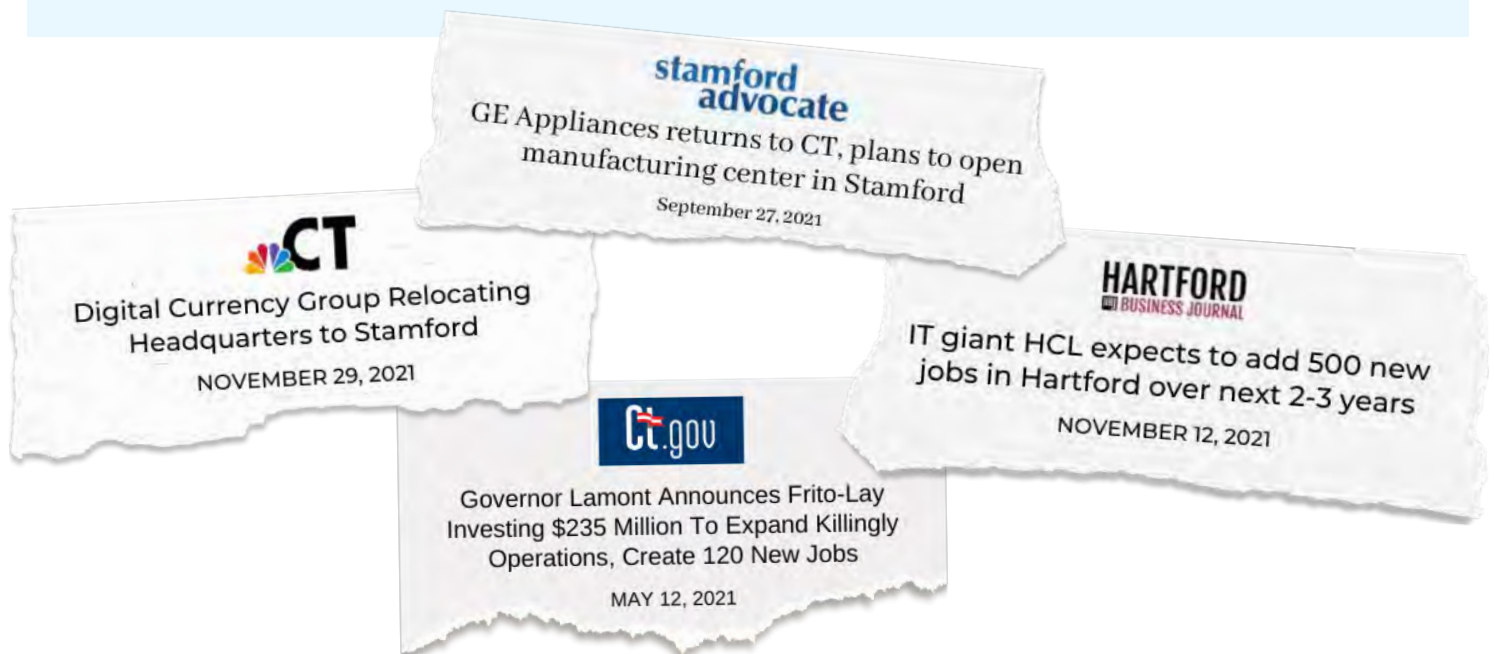 stamford
advocate
GE Appliances returns to CT, plans to open
manufacturing center in Stamford
September 27, 2021
CT
Digital Currency Group Relocating
Headquarters to Stamford
NOVEMBER 29, 2021
HARTFORD
BUSINESS JOURNAL
IT giant HCL expects to add 500 new
jobs in Hartford over next 2-3 years
NOVEMBER 12, 2021
Ct.gov
Governor Lamont Announces Frito-Lay
Investing $235 Million To Expand Killingly
Operations, Create 120 New Jobs
MAY 12, 2021